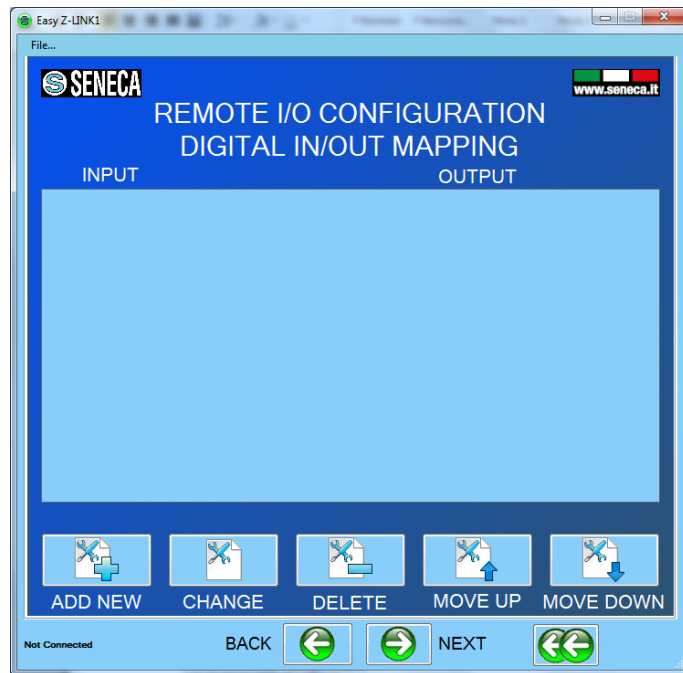 Easy Z-LINK1
File...
SENECA
www.seneca.it
REMOTE I/O CONFIGURATION
DIGITAL IN/OUT MAPPING
INPUT OUTPUT
ADD NEW CHANGE DELETE MOVE UP MOVE DOWN
Not Connected BACK NEXT